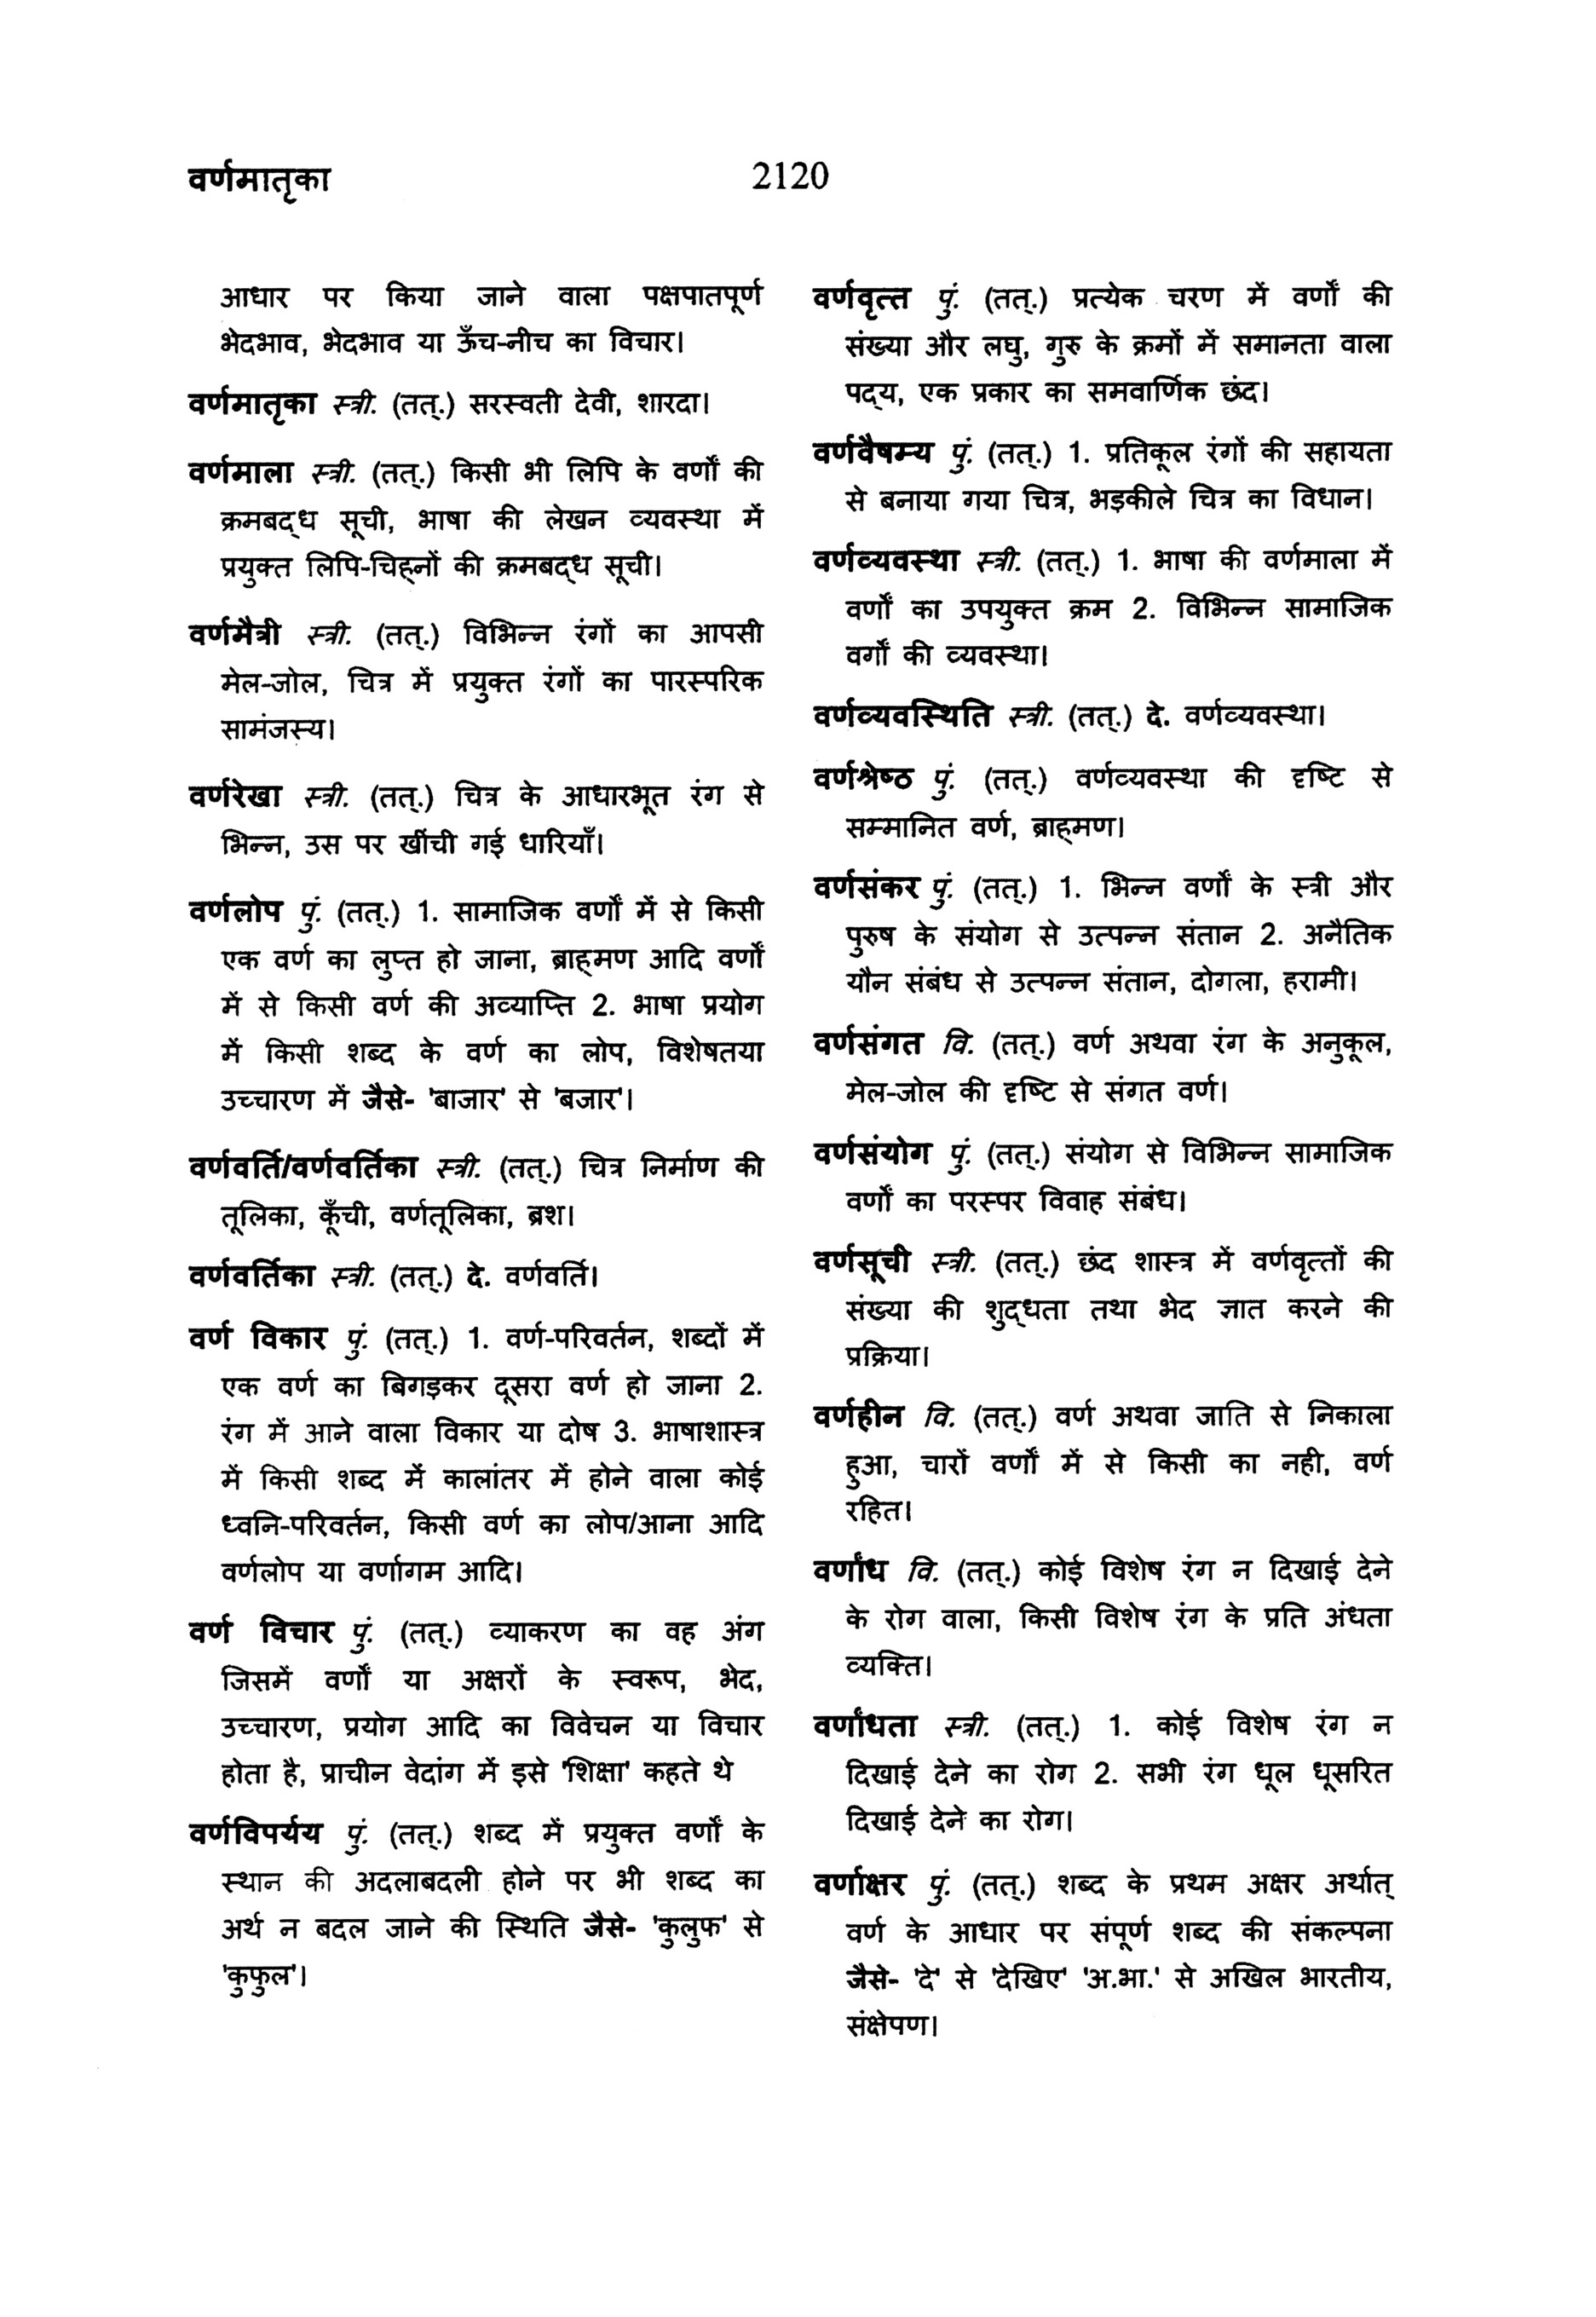 वर्णमातृका
2120
आधार पर किया जाने वाला पक्षपातपूर्ण
भेदभाव, भेदभाव या ऊँच-नीच का विचार।
वर्णमातृका स्त्री. (तत्.) सरस्वती देवी, शारदा।
वर्णमाला स्त्री. (तत्.) किसी भी लिपि के वर्णों की
क्रमबद्‌ध सूची, भाषा की लेखन व्यवस्था में
प्रयुक्त लिपि-चिह्‌नों की क्रमबद्‌ध सूची।
वर्णमैत्री स्त्री. (तत्.) विभिन्न रंगों का आपसी
मेल-जोल, चित्र में प्रयुक्त रंगों का पारस्परिक
सामंजस्य।
वर्णरेखा स्त्री. (तत्.) चित्र के आधारभूत रंग से
भिन्न, उस पर खींची गई धारियाँ।
वर्णलोप पुं. (तत्.) 1. सामाजिक वर्णों में से किसी
एक वर्ण का लुप्त हो जाना, ब्राह्‌मण आदि वर्णों
में से किसी वर्ण की अव्याप्ति 2. भाषा प्रयोग
में किसी शब्द के वर्ण का लोप, विशेषतया
उच्चारण में जैसे- 'बाजार' से 'बजार'।
वर्णवर्ति/वर्णवर्तिका स्त्री. (तत्.) चित्र निर्माण की
तूलिका, कूँची, वर्णतूलिका, ब्रश।
वर्णवर्तिका स्त्री. (तत्.) दे. वर्णवर्ति।
वर्ण विकार पुं. (तत्.) 1. वर्ण-परिवर्तन, शब्दों में
एक वर्ण का बिगड़कर दूसरा वर्ण हो जाना 2.
रंग में आने वाला विकार या दोष 3. भाषाशास्त्र
में किसी शब्द में कालांतर में होने वाला कोई
ध्वनि-परिवर्तन, किसी वर्ण का लोप/आना आदि
वर्णलोप या वर्णागम आदि।
वर्ण विचार पुं. (तत्.) व्याकरण का वह अंग
जिसमें वर्णों या अक्षरों के स्वरूप, भेद,
उच्चारण, प्रयोग आदि का विवेचन या विचार
होता है, प्राचीन वेदांग में इसे 'शिक्षा' कहते थे
वर्णविपर्यय पुं. (तत्.) शब्द में प्रयुक्त वर्णों के
स्थान की अदलाबदली होने पर भी शब्द का
अर्थ न बदल जाने की स्थिति जैसे- 'कुलुफ' से
'कुफुल'।
वर्णवृत्त पुं. (तत्.) प्रत्येक चरण में वर्णों की
संख्या और लघु, गुरु के क्रमों में समानता वाला
पद्‌य, एक प्रकार का समवार्णिक छंद।
वर्णवैषम्य पुं. (तत्.) 1. प्रतिकूल रंगों की सहायता
से बनाया गया चित्र, भड़कीले चित्र का विधान।
वर्णव्यवस्था स्त्री. (तत्.) 1. भाषा की वर्णमाला में
वर्णों का उपयुक्त क्रम 2. विभिन्न सामाजिक
वर्गों की व्यवस्था।
वर्णव्यवस्थिति स्त्री. (तत्.) दे. वर्णव्यवस्था।
वर्णश्रेष्ठ पुं. (तत्.) वर्णव्यवस्था की दृष्टि से
सम्मानित वर्ण, ब्राह्‌मण।
वर्णसंकर पुं. (तत्.) 1. भिन्न वर्णों के स्त्री और
पुरुष के संयोग से उत्पन्न संतान 2. अनैतिक
यौन संबंध से उत्पन्न संतान, दोगला, हरामी।
वर्णसंगत वि. (तत्.) वर्ण अथवा रंग के अनुकूल,
मेल-जोल की दृष्टि से संगत वर्ण।
वर्णसंयोग पुं. (तत्.) संयोग से विभिन्न सामाजिक
वर्णों का परस्पर विवाह संबंध।
वर्णसूची स्त्री. (तत्.) छंद शास्त्र में वर्णवृत्तों की
संख्या की शुद्‌धता तथा भेद ज्ञात करने की
प्रक्रिया।
वर्णहीन वि. (तत्.) वर्ण अथवा जाति से निकाला
हुआ, चारों वर्णों में से किसी का नही, वर्ण
रहित।
वर्णांध वि. (तत्.) कोई विशेष रंग न दिखाई देने
के रोग वाला, किसी विशेष रंग के प्रति अंधता
व्यक्ति।
वर्णांधता स्त्री. (तत्.) 1. कोई विशेष रंग न
दिखाई देने का रोग 2. सभी रंग धूल धूसरित
दिखाई देने का रोग।
वर्णाक्षर पुं. (तत्.) शब्द के प्रथम अक्षर अर्थात्
वर्ण के आधार पर संपूर्ण शब्द की संकल्पना
जैसे- 'दे' से 'देखिए' 'अ.भा.' से अखिल भारतीय,
संक्षेपण।